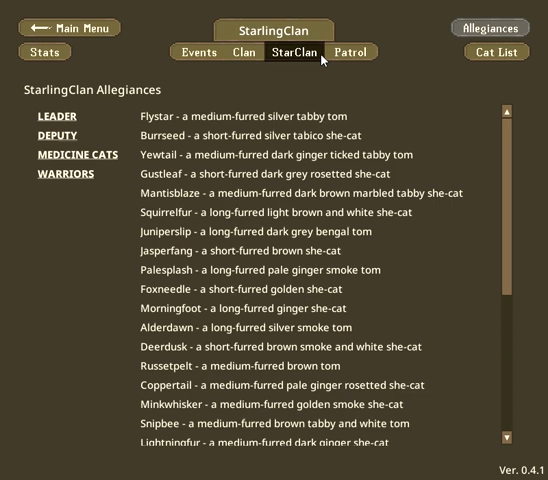 Main Menu
StarlingClan
Allegiances
Stats
Events
Clan
StarClan
Patrol
Cat List
StarlingClan Allegiances
LEADER
Flystar - a medium-furred silver tabby tom
DEPUTY
Burrseed - a short-furred silver tabico she-cat
MEDICINE CATS
Yewtail - a medium-furred dark ginger ticked tabby tom
WARRIORS
Gustleaf - a short-furred dark grey rosetted she-cat
Mantisblaze - a medium-furred dark brown marbled tabby she-cat
Squirrelfur - a long-furred light brown and white she-cat
Juniperslip - a long-furred dark grey bengal tom
Jasperfang - a short-furred brown she-cat
Palesplash - a long-furred pale ginger smoke tom
Foxneedle - a short-furred golden she-cat
Morningfoot - a long-furred ginger she-cat
Alderdawn - a long-furred silver smoke tom
Deerdusk - a short-furred brown smoke and white she-cat
Russetpelt - a medium-furred brown tom
Coppertail - a medium-furred pale ginger rosetted she-cat
Minkwhisker - a medium-furred golden smoke she-cat
Snipbee - a medium-furred brown tabby and white tom
Lightningfur - a medium-furred dark ginger she-cat
Ver. 0.4.1